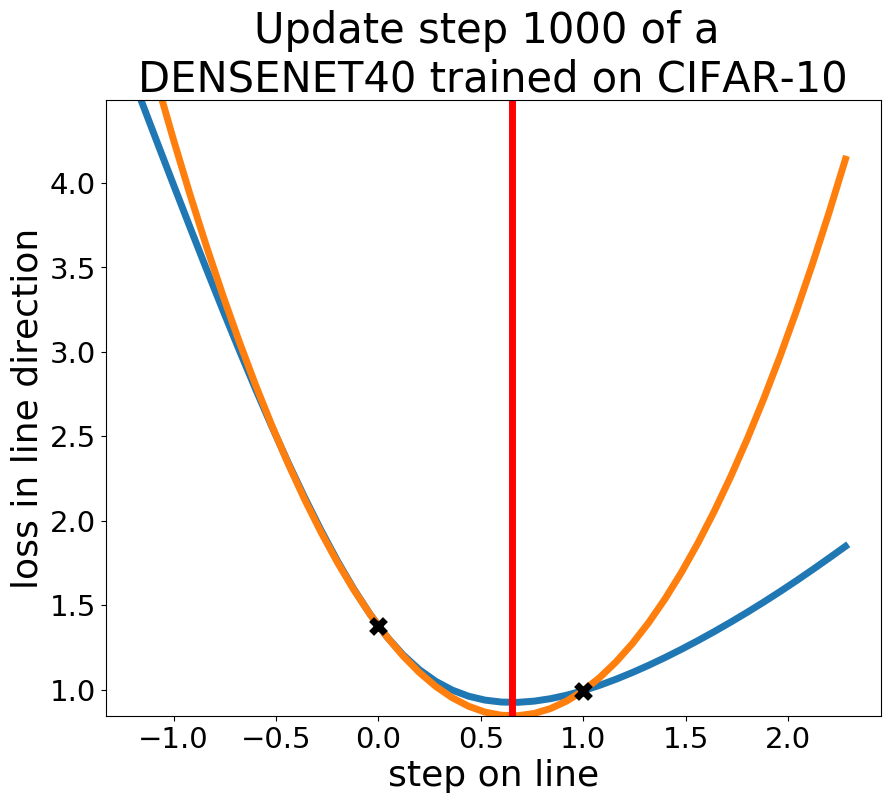 Update step 1000 of a
DENSENET40 trained on CIFAR-10
loss in line direction
4.0
3.5
3.0
2.5
2.0
1.5
1.0
−1.0 −0.5 0.0 0.5 1.0 1.5 2.0
step on line